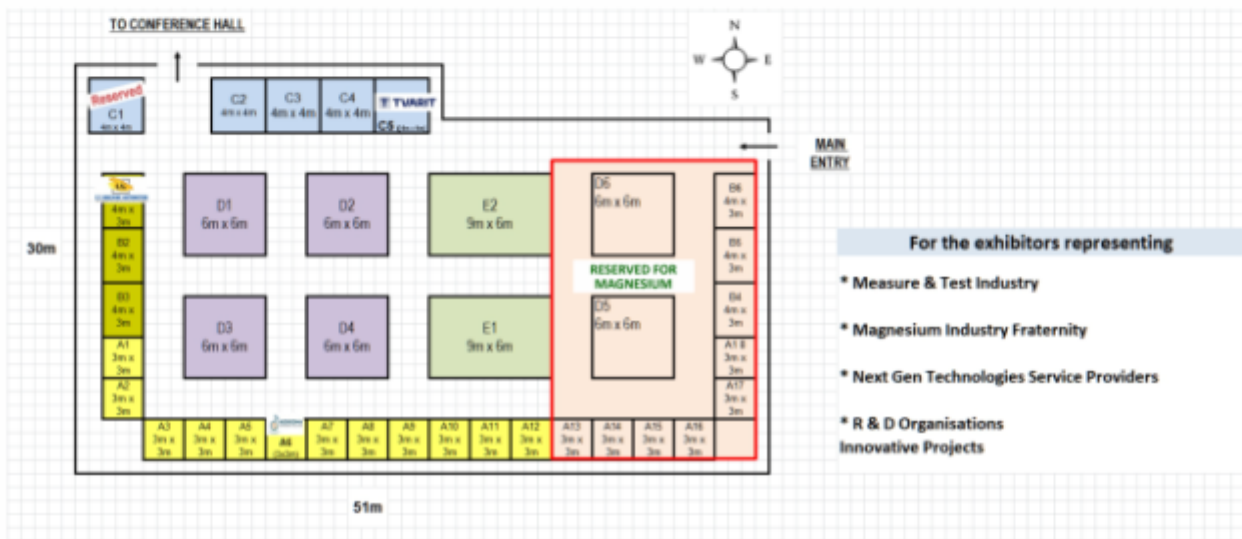 TO CONFERENCE HALL
N
W E
S
Reserved
C1
4m x 4m
C2
4m x 4m
C3
4m x 4m
C4
4m x 4m
TVARIT
C5
MAIN
ENTRY
4m x
3m
B2
4m x
3m
B3
4m x
3m
A1
3m x
3m
A2
3m x
3m
D1
6m x 6m
D2
6m x 6m
E2
9m x 6m
D6
6m x 6m
B6
4m x
3m
B5
4m x
3m
B4
4m x
3m
A18
3m x
3m
A17
3m x
3m
30m
RESERVED FOR
MAGNESIUM
D3
6m x 6m
D4
6m x 6m
E1
9m x 6m
D5
6m x 6m
A3
3m x
3m
A4
3m x
3m
A5
3m x
3m
A6
(3x3m)
A7
3m x
3m
A8
3m x
3m
A9
3m x
3m
A10
3m x
3m
A11
3m x
3m
A12
3m x
3m
A13
3m x
3m
A14
3m x
3m
A15
3m x
3m
A16
3m x
3m
51m
For the exhibitors representing
* Measure & Test Industry
* Magnesium Industry Fraternity
* Next Gen Technologies Service Providers
* R & D Organisations
Innovative Projects